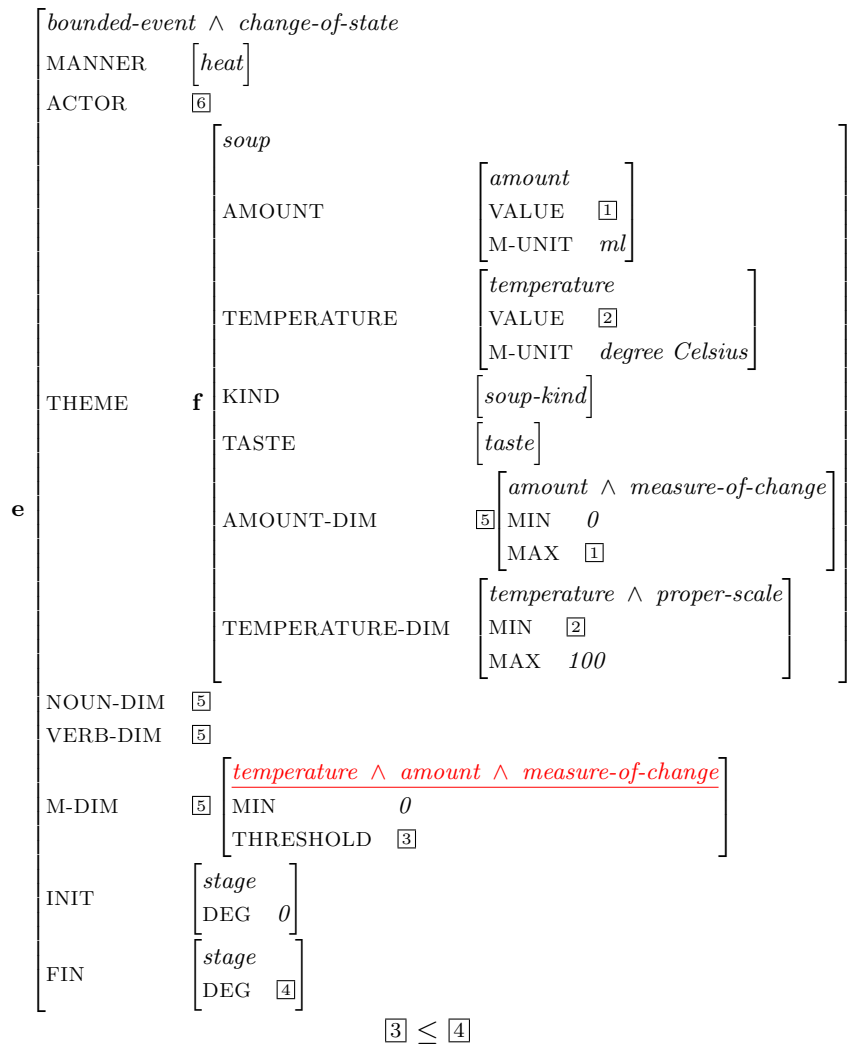 bounded-event ∧ change-of-state
MANNER [heat]
ACTOR 6
soup
amount
AMOUNT VALUE 1
M-UNIT ml
temperature
TEMPERATURE VALUE 2
M-UNIT degree Celsius
THEME f KIND [soup-kind]
TASTE [taste]
e
amount ∧ measure-of-change
AMOUNT-DIM 5 MIN 0
MAX 1
temperature ∧ proper-scale
TEMPERATURE-DIM MIN 2
MAX 100
NOUN-DIM 5
VERB-DIM 5
temperature ∧ amount ∧ measure-of-change
M-DIM 5 MIN 0
THRESHOLD 3
stage
INIT DEG 0
stage
FIN DEG 4
3 ≤ 4